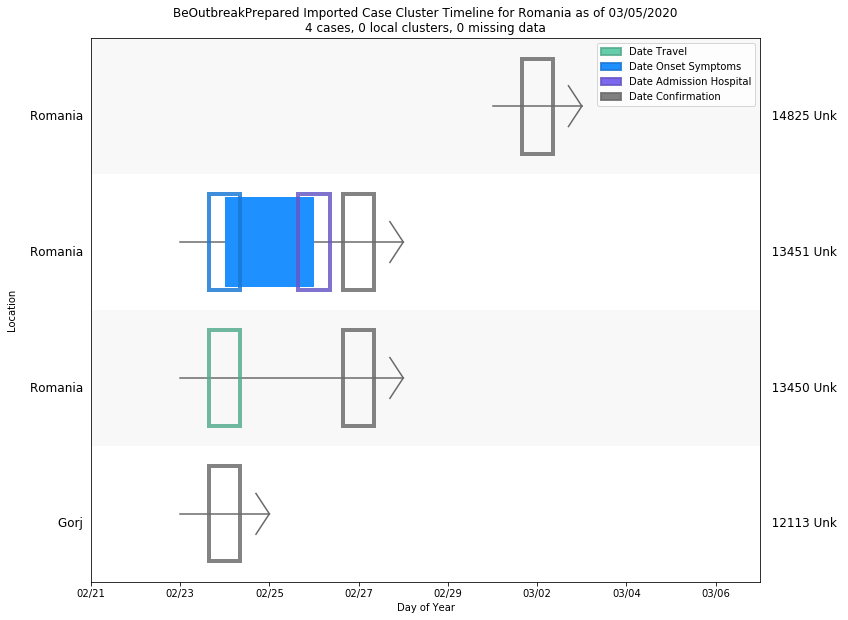 BeOutbreakPrepared Imported Case Cluster Timeline for Romania as of 03/05/2020
4 cases, 0 local clusters, 0 missing data
Date Travel
Date Onset Symptoms
Date Admission Hospital
Date Confirmation
Romania
14825 Unk
Romania
13451 Unk
Location
Romania
13450 Unk
Gorj
12113 Unk
02/21 02/23 02/25 02/27 02/29 03/02 03/04 03/06
Day of Year